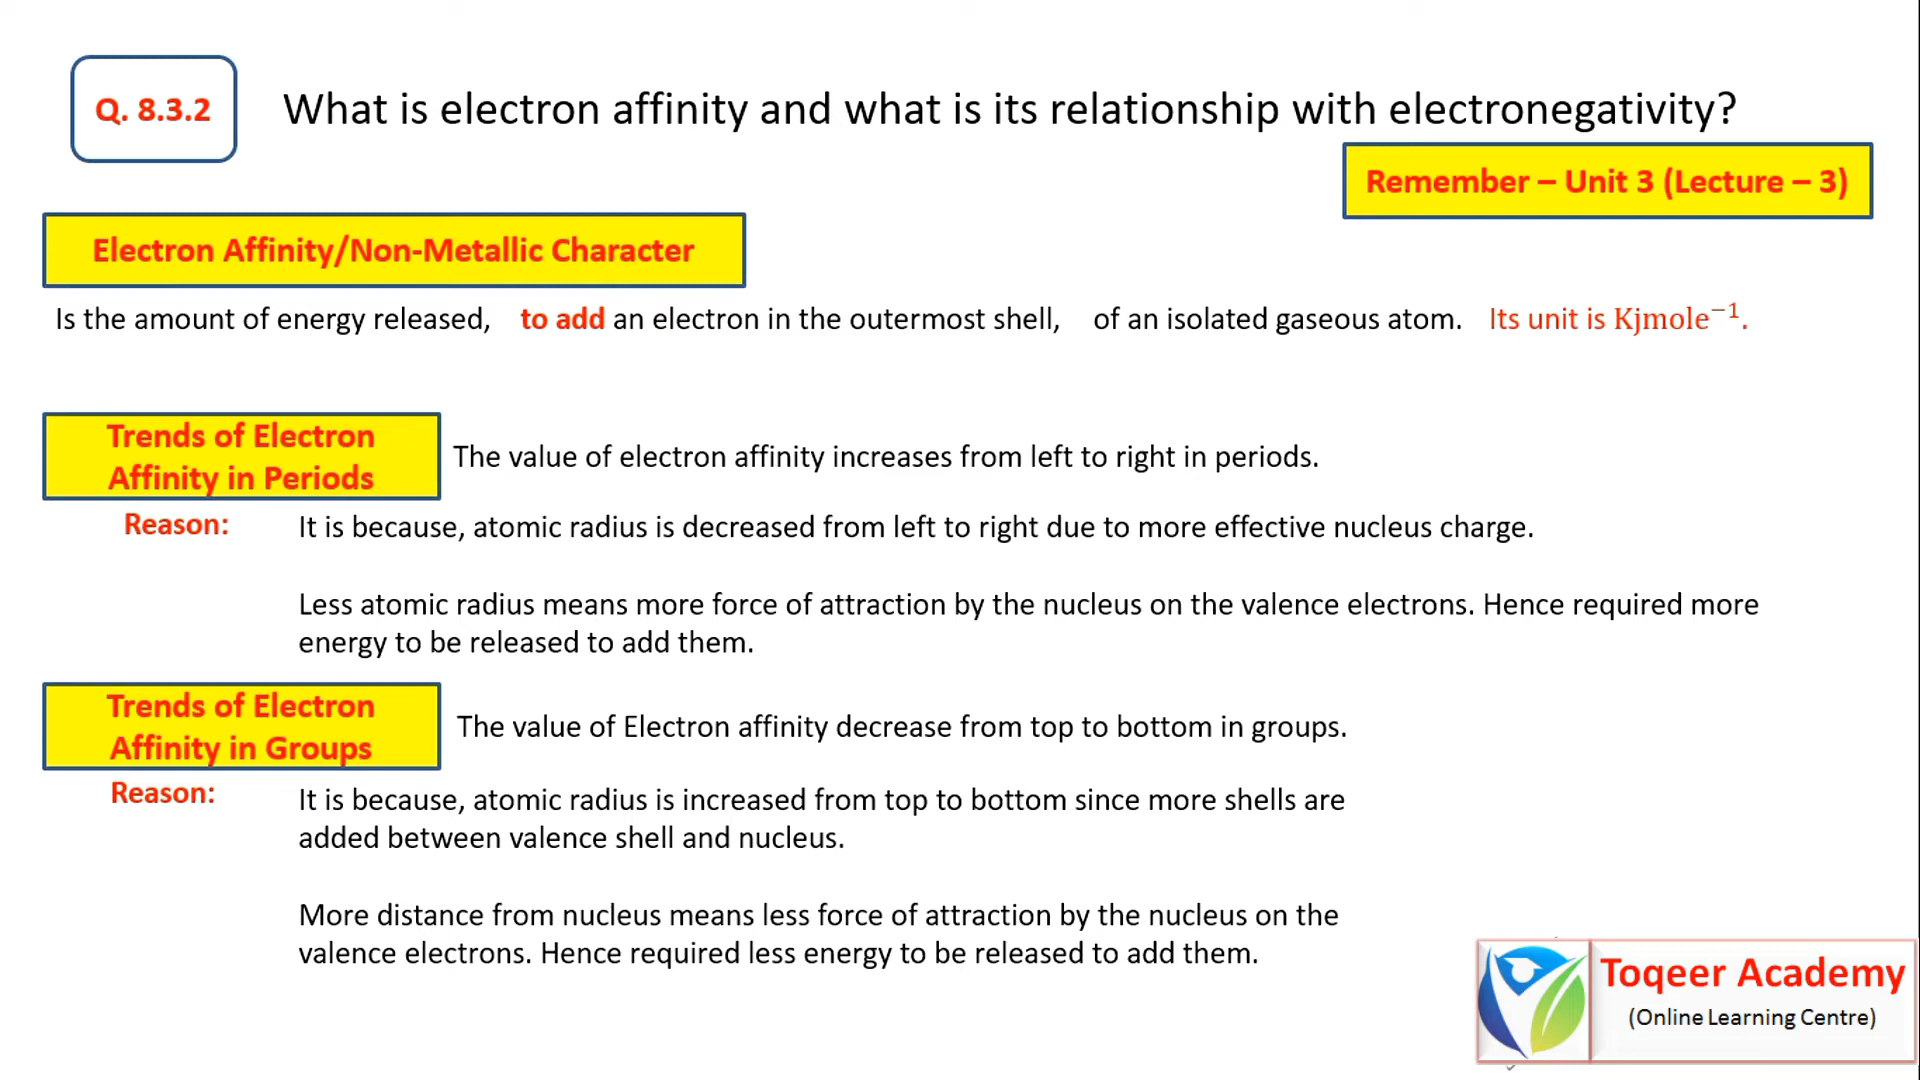 Q. 8.3.2
What is electron affinity and what is its relationship with electronegativity?
Remember – Unit 3 (Lecture – 3)
Electron Affinity/Non-Metallic Character
Is the amount of energy released, to add an electron in the outermost shell, of an isolated gaseous atom. Its unit is Kjmole⁻¹.
Trends of Electron
Affinity in Periods
The value of electron affinity increases from left to right in periods.
Reason:
It is because, atomic radius is decreased from left to right due to more effective nucleus charge.
Less atomic radius means more force of attraction by the nucleus on the valence electrons. Hence required more
energy to be released to add them.
Trends of Electron
Affinity in Groups
The value of Electron affinity decrease from top to bottom in groups.
Reason:
It is because, atomic radius is increased from top to bottom since more shells are
added between valence shell and nucleus.
More distance from nucleus means less force of attraction by the nucleus on the
valence electrons. Hence required less energy to be released to add them.
Toqeer Academy
(Online Learning Centre)